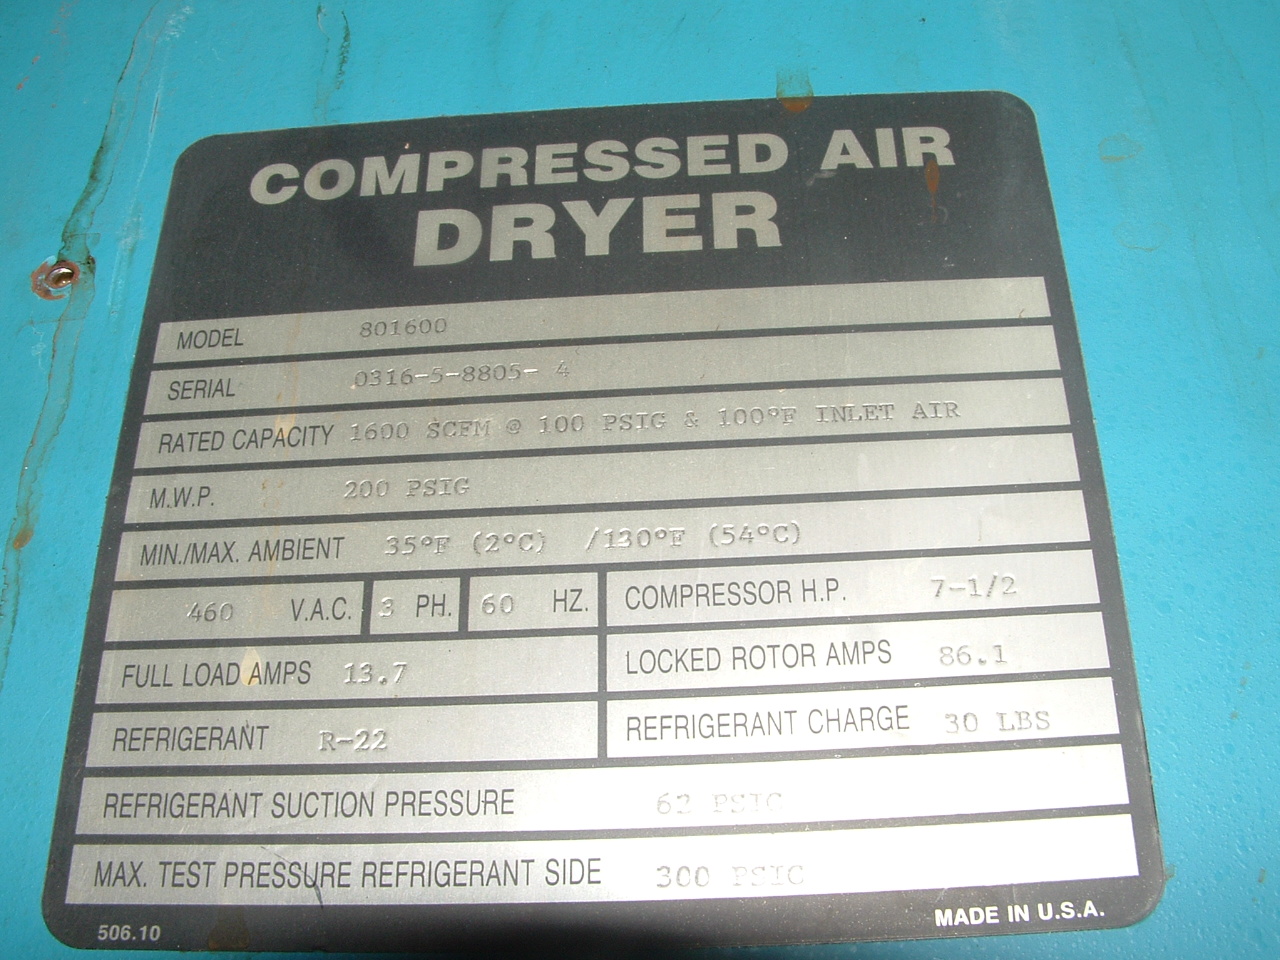 COMPRESSED AIR
DRYER
MODEL 801600
SERIAL 0316-5-8805- 4
RATED CAPACITY 1600 SCFM @ 100 PSIG & 100°F INLET AIR
M.W.P. 200 PSIG
MIN./MAX. AMBIENT 35°F (2°C) /130°F (54°C)
460 V.A.C. 3 PH. 60 HZ. COMPRESSOR H.P. 7-1/2
FULL LOAD AMPS 13.7 LOCKED ROTOR AMPS 86.1
REFRIGERANT R-22 REFRIGERANT CHARGE 30 LBS
REFRIGERANT SUCTION PRESSURE 62 PSIG
MAX. TEST PRESSURE REFRIGERANT SIDE 300 PSIG
506.10 MADE IN U.S.A.